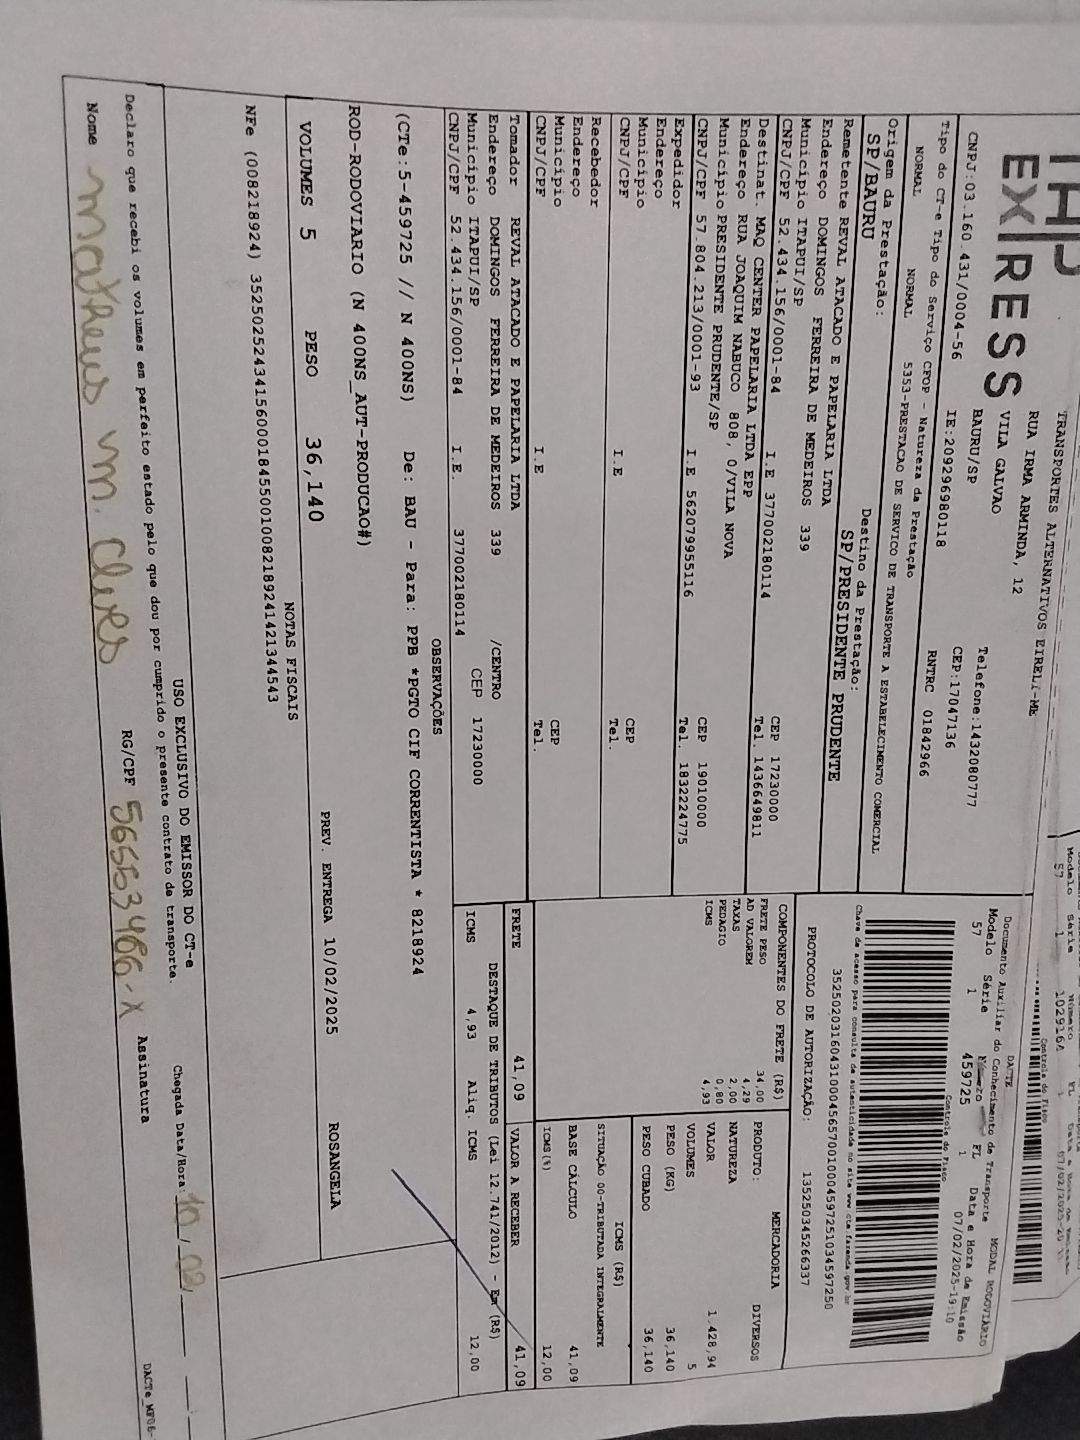 THP
EX/RESS
TRANSPORTES ALTERNATIVOS EIRELI-ME
RUA IRMA ARMINDA, 12
VILA GALVAO
BAURU/SP
Telefone:1432080777
CEP:17047136
CNPJ:03.160.431/0004-56
IE:209296980118
RNTRC 01842966
Tipo do CT-e Tipo do Serviço CFOP - Natureza da Prestação
NORMAL NORMAL 5353-PRESTACAO DE SERVICO DE TRANSPORTE A ESTABELECIMENTO COMERCIAL
Origem da Prestação: Destino da Prestação:
SP/BAURU SP/PRESIDENTE PRUDENTE
Remetente REVAL ATACADO E PAPELARIA LTDA
Endereço DOMINGOS FERREIRA DE MEDEIROS 339
Município ITAPUI/SP CEP 17230000
CNPJ/CPF 52.434.156/0001-84 I.E 377002180114 Tel. 1436649811
Destinat. MAQ CENTER PAPELARIA LTDA EPP
Endereço RUA JOAQUIM NABUCO 808, 0/VILA NOVA
Município PRESIDENTE PRUDENTE/SP CEP 19010000
CNPJ/CPF 57.804.213/0001-93 I.E 562079955116 Tel. 1832224775
Expedidor
Endereço
Município CEP
CNPJ/CPF I.E Tel.
Recebedor
Endereço
Município CEP
CNPJ/CPF I.E Tel.
Tomador REVAL ATACADO E PAPELARIA LTDA
Endereço DOMINGOS FERREIRA DE MEDEIROS 339 /CENTRO
Município ITAPUI/SP CEP 17230000
CNPJ/CPF 52.434.156/0001-84 I.E. 377002180114
DACTE
Documento Auxiliar do Conhecimento de Transporte MODAL RODOVIÁRIO
Modelo Série Número FL Data e Hora de Emissão
57 1 459725 1 07/02/2025-19:10
Controle do Fisco
Chave de acesso para consulta de autenticidade no site www.cte.fazenda.gov.br
35250203160431000456570010004597251034597250
PROTOCOLO DE AUTORIZAÇÃO: 135250345266337
COMPONENTES DO FRETE (R$)
FRETE PESO 34,00
AD VALOREM 4,29
TAXAS 2,00
PEDAGIO 0,80
ICMS 4,93
PRODUTO: MERCADORIA
NATUREZA DIVERSOS
VALOR 1.428,94
VOLUMES 5
PESO (KG) 36,140
PESO CUBADO 36,140
ICMS (R$)
SITUAÇÃO 00-TRIBUTADA INTEGRALMENTE
BASE CÁLCULO 41,09
ICMS(%) 12,00
FRETE 41,09 VALOR A RECEBER 41,09
DESTAQUE DE TRIBUTOS (Lei 12.741/2012) - Em (R$)
ICMS 4,93 Aliq. ICMS 12,00
OBSERVAÇÕES
(CTe:5-459725 // N 400NS) De: BAU - Para: PPB *PGTO CIF CORRENTISTA * 8218924
ROD-RODOVIARIO (N 400NS_AUT-PRODUCAO#)
VOLUMES 5 PESO 36,140 PREV. ENTREGA 10/02/2025 ROSANGELA
NOTAS FISCAIS
NFe (008218924) 35250252434156000184550010082189241421344543
USO EXCLUSIVO DO EMISSOR DO CT-e
Declaro que recebi os volumes em perfeito estado pelo que dou por cumprido o presente contrato de transporte. Chegada Data/Hora: 10/02/
Nome Matheus M. RG/CPF Assinatura
DACTe_MF06-
Modelo Série Número FL
57 1 1
Controle do Fisco